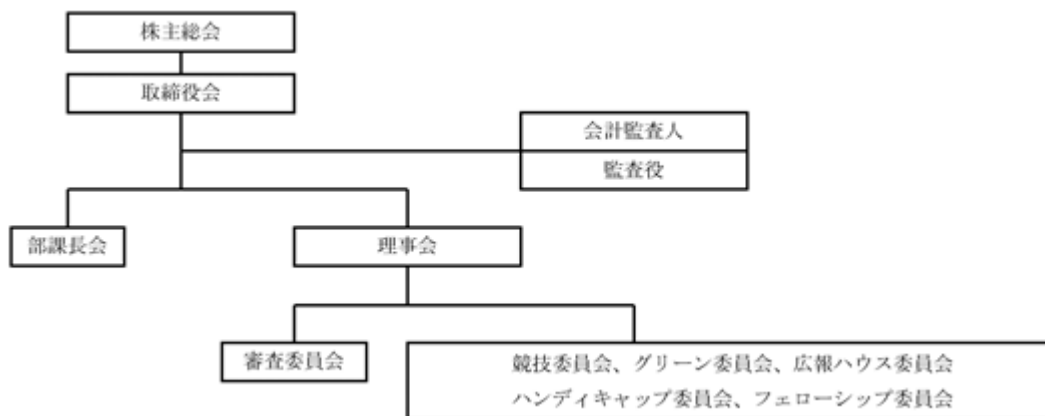 株主総会
取締役会
会計監査人
監査役
部課長会
理事会
審査委員会
競技委員会、グリーン委員会、広報ハウス委員会
ハンディキャップ委員会、フェローシップ委員会